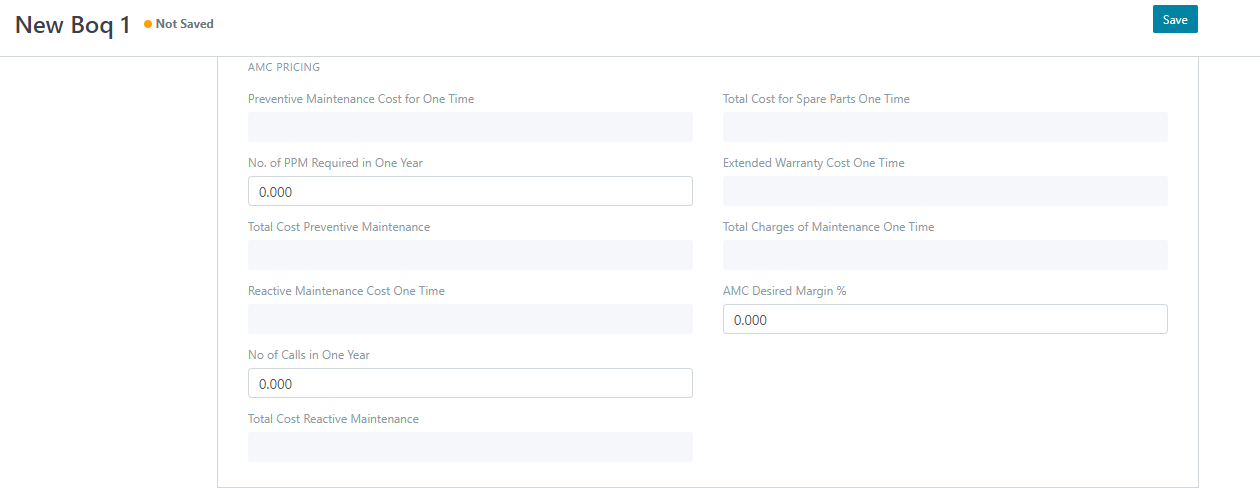 New Boq 1
Not Saved
Save
AMC PRICING
Preventive Maintenance Cost for One Time
No. of PPM Required in One Year
0.000
Total Cost Preventive Maintenance
Reactive Maintenance Cost One Time
No of Calls in One Year
0.000
Total Cost Reactive Maintenance
Total Cost for Spare Parts One Time
Extended Warranty Cost One Time
Total Charges of Maintenance One Time
AMC Desired Margin %
0.000